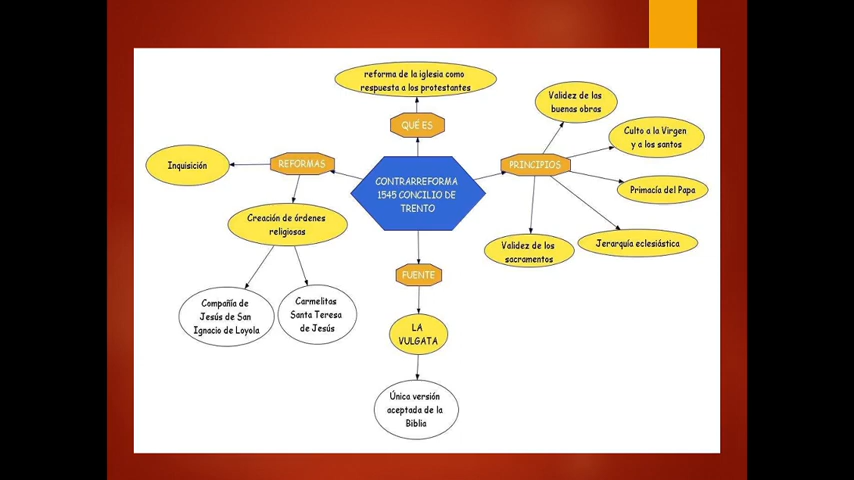 reforma de la iglesia como
respuesta a los protestantes
QUÉ ES
Validez de las
buenas obras
Culto a la Virgen
y a los santos
Inquisición
REFORMAS
PRINCIPIOS
CONTRARREFORMA
1545 CONCILIO DE
TRENTO
Primacía del Papa
Creación de órdenes
religiosas
Validez de los
sacramentos
Jerarquía eclesiástica
FUENTE
Compañía de
Jesús de San
Ignacio de Loyola
Carmelitas
Santa Teresa
de Jesús
LA
VULGATA
Única versión
aceptada de la
Biblia